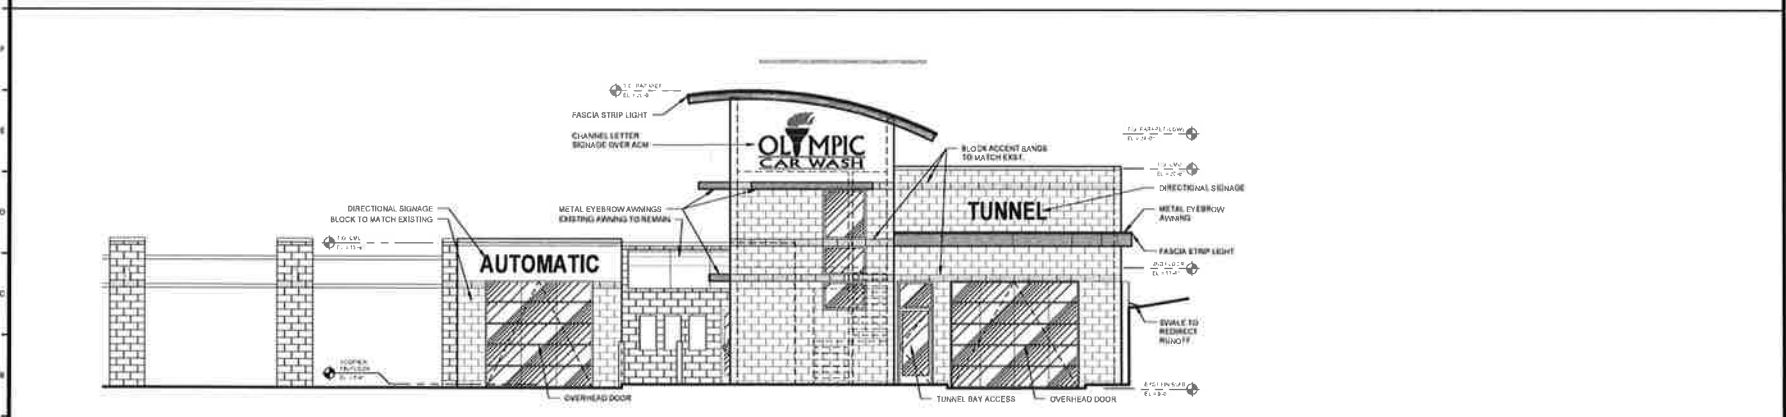 FASCIA STRIP LIGHT
CHANNEL LETTER
SIGNAGE OVER ACM
OLYMPIC
CAR WASH
BLOCK ACCENT BANDS
TO MATCH EXIST.
DIRECTIONAL SIGNAGE
TUNNEL
METAL EYEBROW
AWNING
DIRECTIONAL SIGNAGE
BLOCK TO MATCH EXISTING
METAL EYEBROW AWNINGS
EXISTING AWNING TO REMAIN
FASCIA STRIP LIGHT
AUTOMATIC
SWALE TO
REDIRECT
RUNOFF
OVERHEAD DOOR
TUNNEL BAY ACCESS
OVERHEAD DOOR